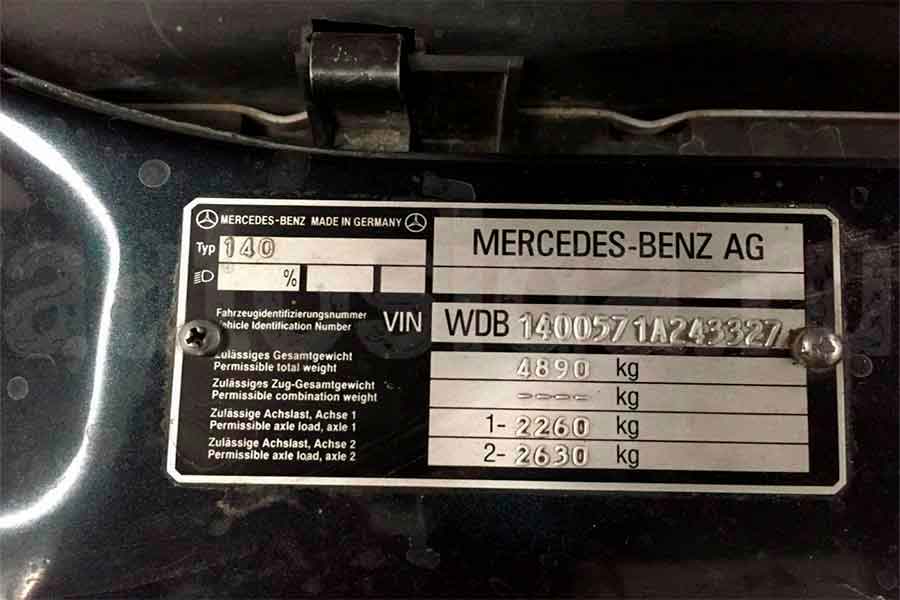 MERCEDES-BENZ MADE IN GERMANY
Typ 140
MERCEDES-BENZ AG
%
Fahrzeugidentifizierungsnummer
Vehicle Identification Number
VIN WDB 1400571A243327
Zulässiges Gesamtgewicht
Permissible total weight
4890 kg
Zulässiges Zug-Gesamtgewicht
Permissible combination weight
---- kg
Zulässige Achslast, Achse 1
Permissible axle load, axle 1
1- 2260 kg
Zulässige Achslast, Achse 2
Permissible axle load, axle 2
2- 2630 kg